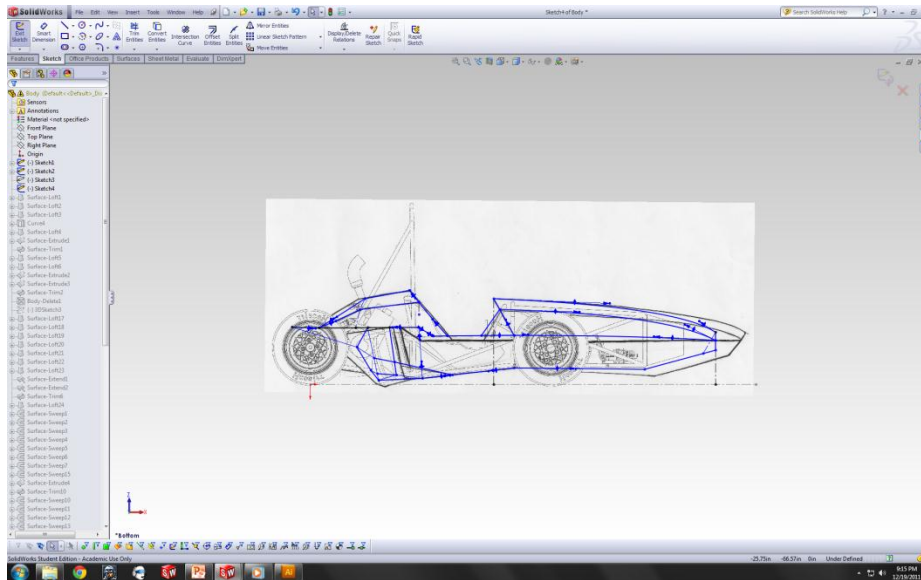 SolidWorks File Edit View Insert Tools Window Help Sketch4 of Body * Search SolidWorks Help
Exit Sketch Smart Dimension Trim Entities Convert Entities Intersection Curve Offset Entities Split Entities Mirror Entities Linear Sketch Pattern Move Entities Display/Delete Relations Repair Sketch Quick Snaps Rapid Sketch
Features Sketch Office Products Surfaces Sheet Metal Evaluate DimXpert
Body (Default<<Default>_Dis
Sensors
Annotations
Material <not specified>
Front Plane
Top Plane
Right Plane
Origin
(-) Sketch1
(-) Sketch2
(-) Sketch3
(-) Sketch4
Surface-Loft1
Surface-Loft2
Surface-Loft3
Surface-Loft4
Surface-Extrude1
Surface-Trim1
Surface-Loft5
Surface-Loft6
Surface-Extrude2
Surface-Extrude3
Surface-Trim2
Body-Delete1
(-) 3DSketch1
Surface-Loft17
Surface-Loft18
Surface-Loft19
Surface-Loft20
Surface-Loft21
Surface-Loft22
Surface-Loft23
Surface-Extend1
Surface-Extend2
Surface-Trim6
Surface-Loft24
Surface-Sweep1
Surface-Sweep2
Surface-Sweep3
Surface-Sweep4
Surface-Sweep5
Surface-Sweep6
Surface-Sweep7
Surface-Sweep15
Surface-Extrude4
Surface-Trim10
Surface-Sweep10
Surface-Sweep11
Surface-Sweep12
Surface-Sweep13
*Bottom
SolidWorks Student Edition - Academic Use Only -25.75in -66.57in 0in Under Defined
9:15 PM